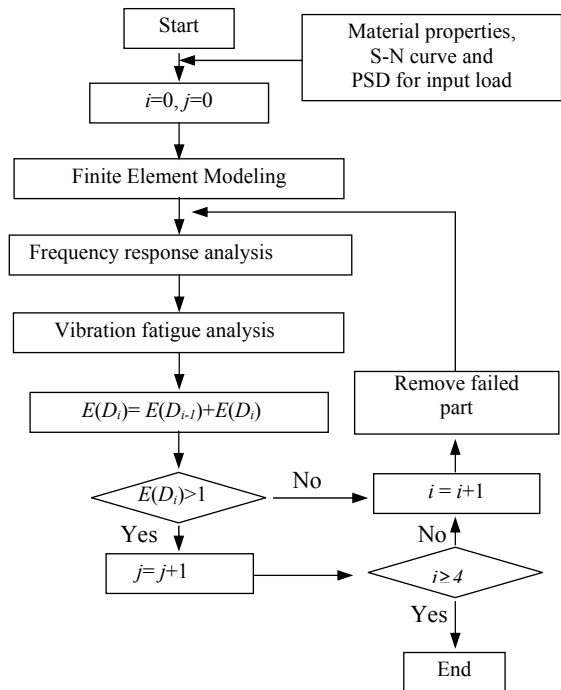 Start
Material properties,
S-N curve and
PSD for input load
i=0, j=0
Finite Element Modeling
Frequency response analysis
Vibration fatigue analysis
Remove failed
part
E(Di)= E(Di-1)+E(Di)
E(Di)>1
No
i = i+1
Yes
No
j= j+1
i≥4
Yes
End